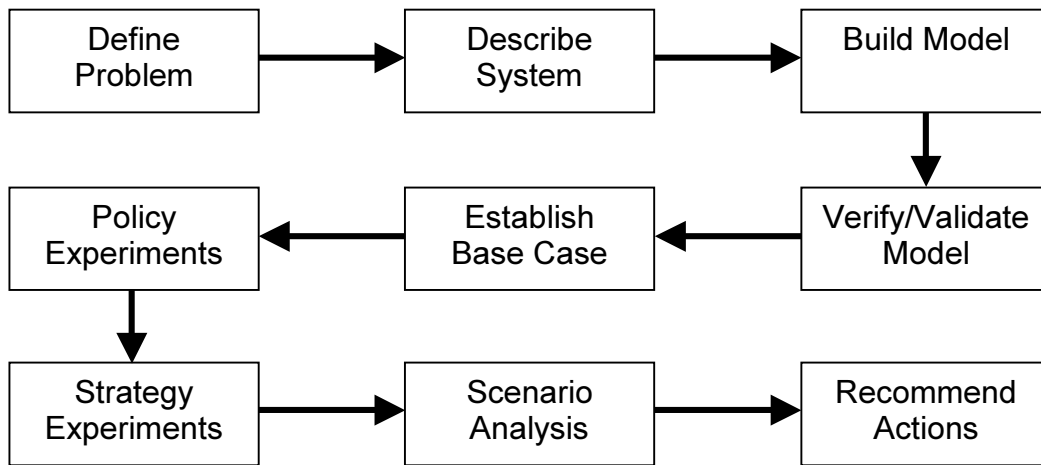 Define
Problem
Describe
System
Build Model
Verify/Validate
Model
Establish
Base Case
Policy
Experiments
Strategy
Experiments
Scenario
Analysis
Recommend
Actions